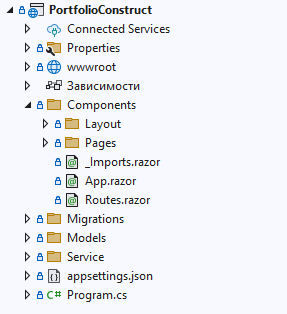 PortfolioConstruct
Connected Services
Properties
wwwroot
Зависимости
Components
Layout
Pages
_Imports.razor
App.razor
Routes.razor
Migrations
Models
Service
appsettings.json
C# Program.cs